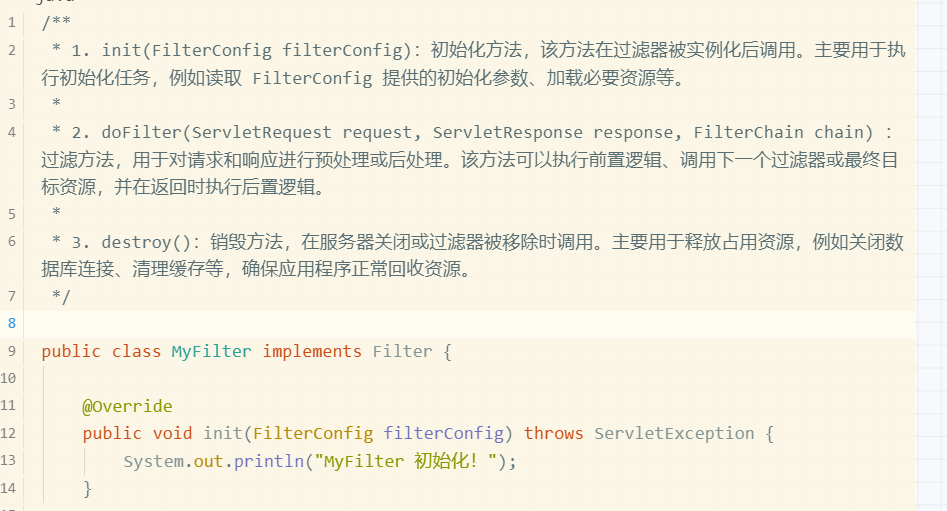 1 /**
2 * 1. init(FilterConfig filterConfig): 初始化方法，该方法在过滤器被实例化后调用。主要用于执
行初始化任务，例如读取 FilterConfig 提供的初始化参数、加载必要资源等。
3 *
4 * 2. doFilter(ServletRequest request, ServletResponse response, FilterChain chain) :
过滤方法，用于对请求和响应进行预处理或后处理。该方法可以执行前置逻辑、调用下一个过滤器或最终目
标资源，并在返回时执行后置逻辑。
5 *
6 * 3. destroy(): 销毁方法，在服务器关闭或过滤器被移除时调用。主要用于释放占用资源，例如关闭数
据库连接、清理缓存等，确保应用程序正常回收资源。
7 */
8
9 public class MyFilter implements Filter {
10
11 @Override
12 public void init(FilterConfig filterConfig) throws ServletException {
13 System.out.println("MyFilter 初始化！");
14 }